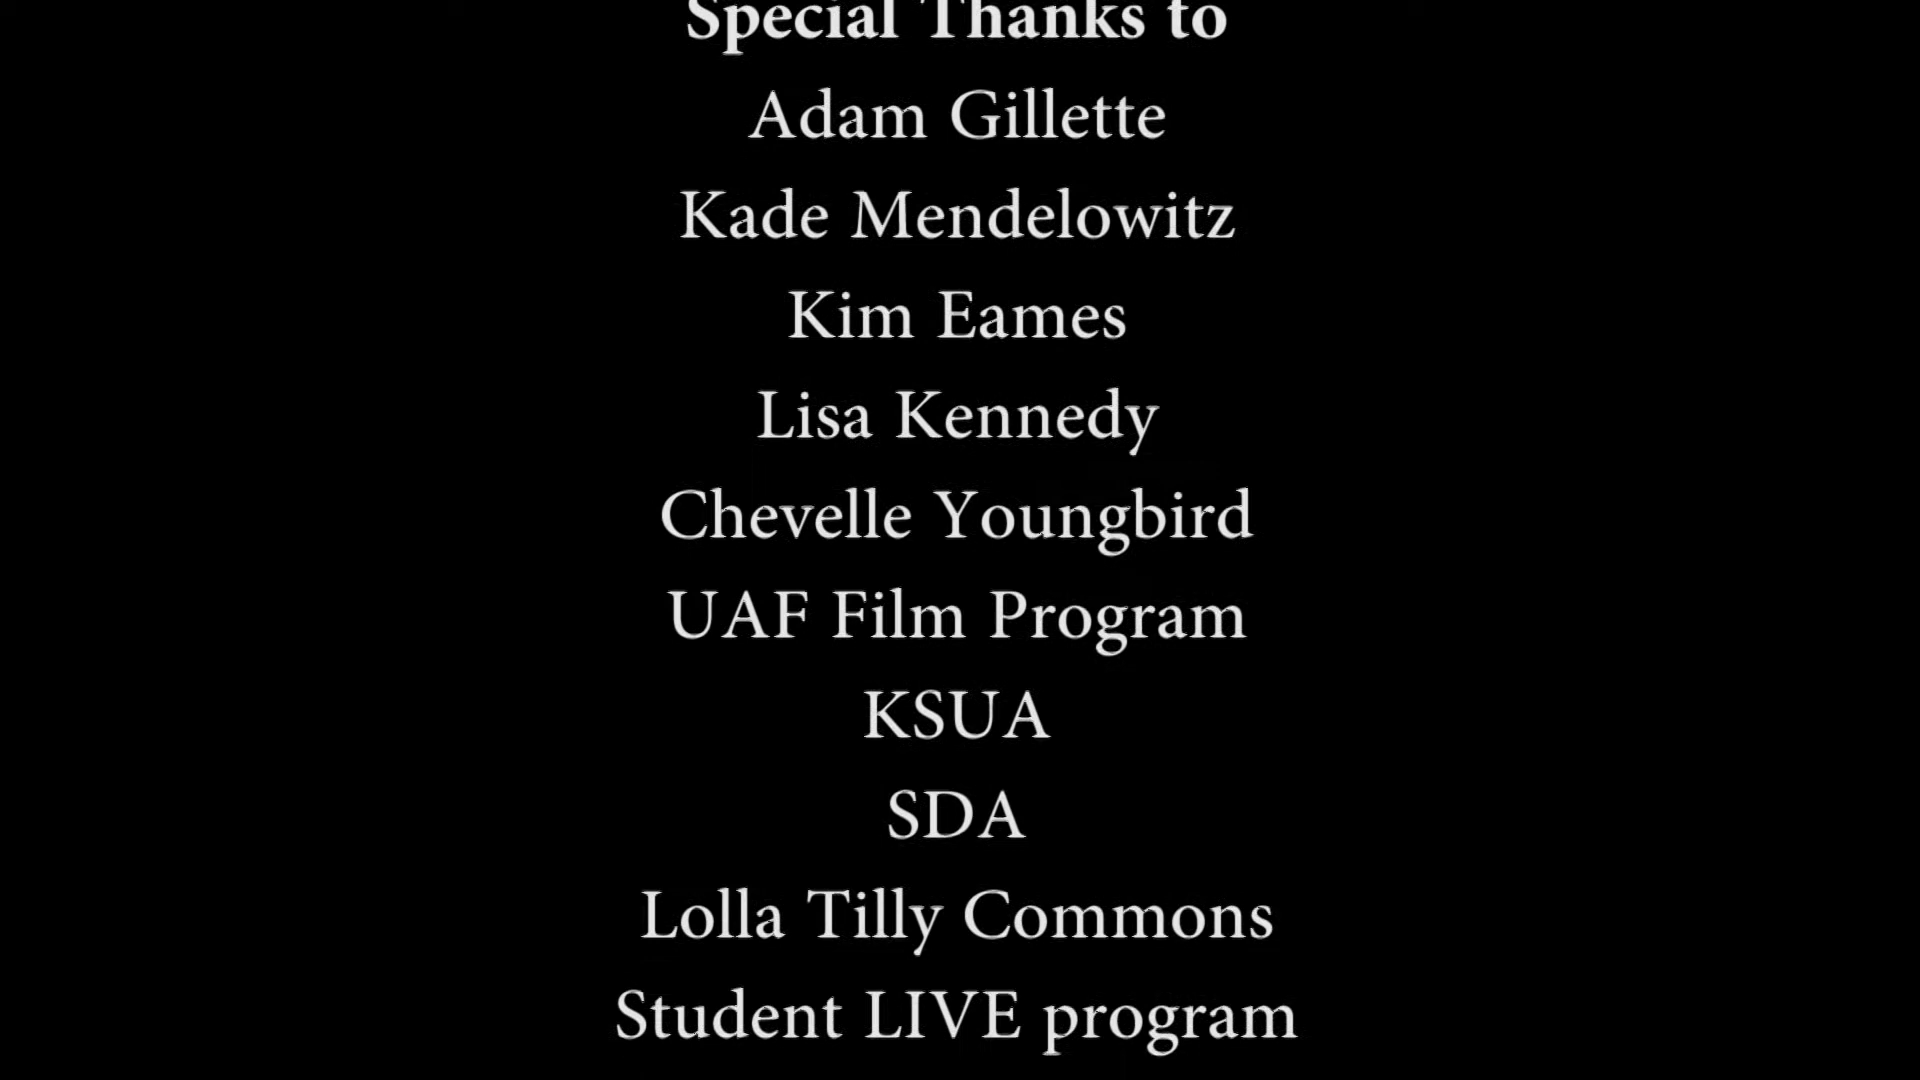 Special Thanks to
Adam Gillette
Kade Mendelowitz
Kim Eames
Lisa Kennedy
Chevelle Youngbird
UAF Film Program
KSUA
SDA
Lolla Tilly Commons
Student LIVE program